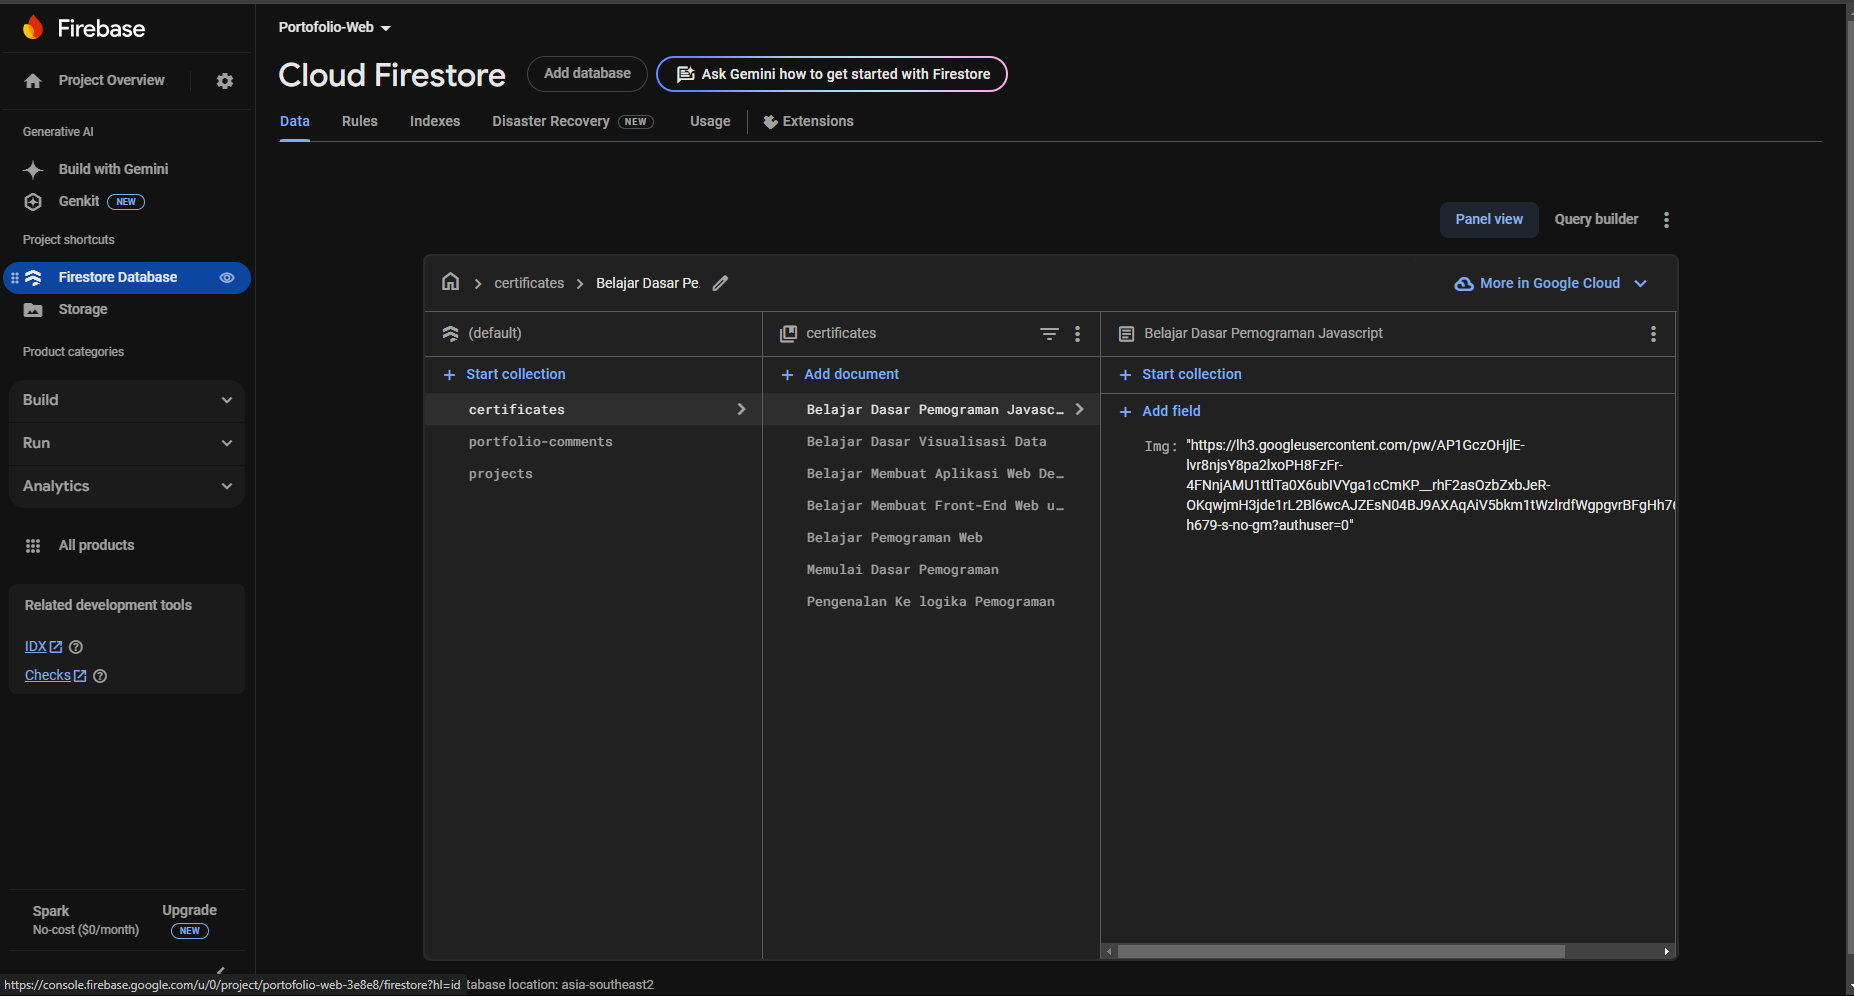 Firebase
Project Overview
Generative AI
Build with Gemini
Genkit NEW
Project shortcuts
Firestore Database
Storage
Product categories
Build
Run
Analytics
All products
Related development tools
IDX
Checks
Spark
No-cost ($0/month)
Upgrade
NEW
https://console.firebase.google.com/u/0/project/portofolio-web-3e8e8/firestore?hl=id
Portofolio-Web
Cloud Firestore
Add database
Ask Gemini how to get started with Firestore
Data
Rules
Indexes
Disaster Recovery NEW
Usage
Extensions
Panel view
Query builder
certificates
Belajar Dasar Pe.
More in Google Cloud
(default)
Start collection
certificates
portfolio-comments
projects
certificates
Add document
Belajar Dasar Pemograman Javasc…
Belajar Dasar Visualisasi Data
Belajar Membuat Aplikasi Web De…
Belajar Membuat Front-End Web u…
Belajar Pemograman Web
Memulai Dasar Pemograman
Pengenalan Ke logika Pemograman
Belajar Dasar Pemograman Javascript
Start collection
Add field
Img: "https://lh3.googleusercontent.com/pw/AP1GczOHjlE-
lvr8njsY8pa2lxoPH8FzFr-
4FNnjAMU1ttlTa0X6ubIVYga1cCmKP__rhF2asOzbZxbJeR-
OKqwjmH3jde1rL2Bl6wcAJZEsN04BJ9AXAqAiV5bkm1tWzlrdfWgpgvrBFgHh7
h679-s-no-gm?authuser=0"
tabase location: asia-southeast2